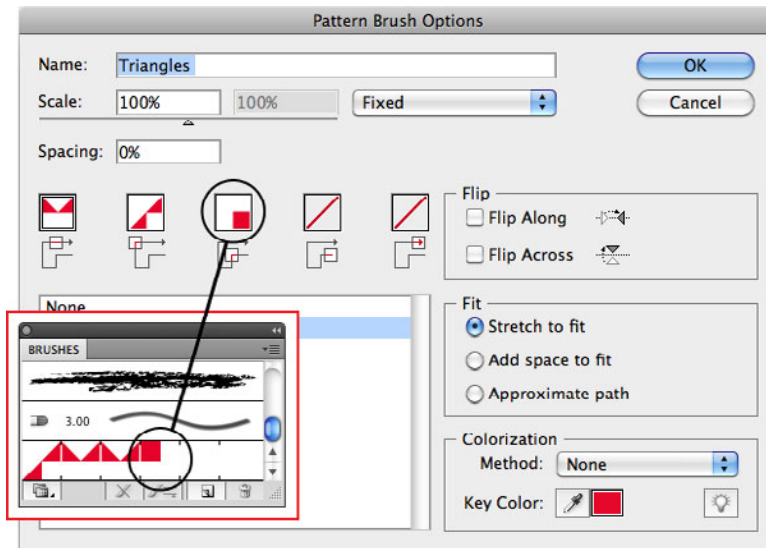 Pattern Brush Options
Name: Triangles
OK
Scale: 100% 100% Fixed
Cancel
Spacing: 0%
Flip
Flip Along
Flip Across
None
Fit
Stretch to fit
Add space to fit
Approximate path
BRUSHES
3.00
Colorization
Method: None
Key Color: